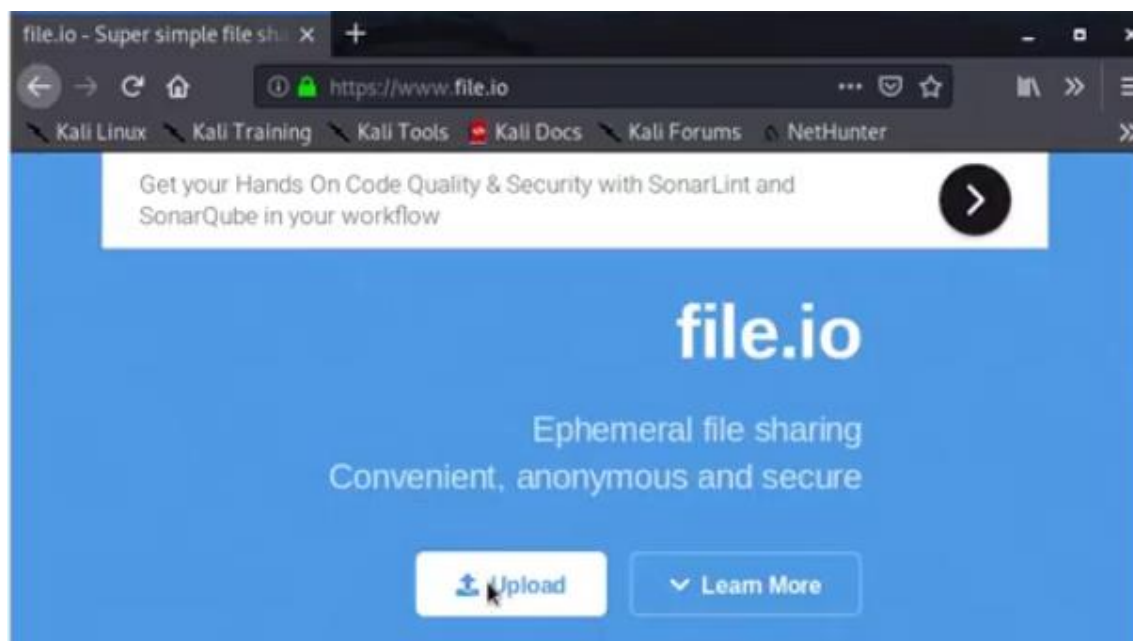 file.io - Super simple file sh
https://www.file.io
Kali Linux Kali Training Kali Tools Kali Docs Kali Forums NetHunter
Get your Hands On Code Quality & Security with SonarLint and
SonarQube in your workflow
file.io
Ephemeral file sharing
Convenient, anonymous and secure
Upload Learn More